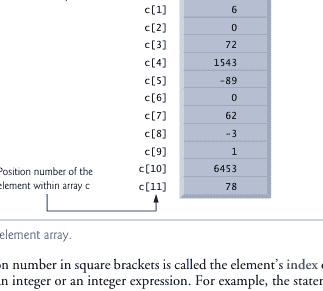 c[1] 6
c[2] 0
c[3] 72
c[4] 1543
c[5] -89
c[6] 0
c[7] 62
c[8] -3
c[9] 1
c[10] 6453
c[11] 78
Position number of the
element within array c
element array.
on number in square brackets is called the element's index
an integer or an integer expression. For example, the